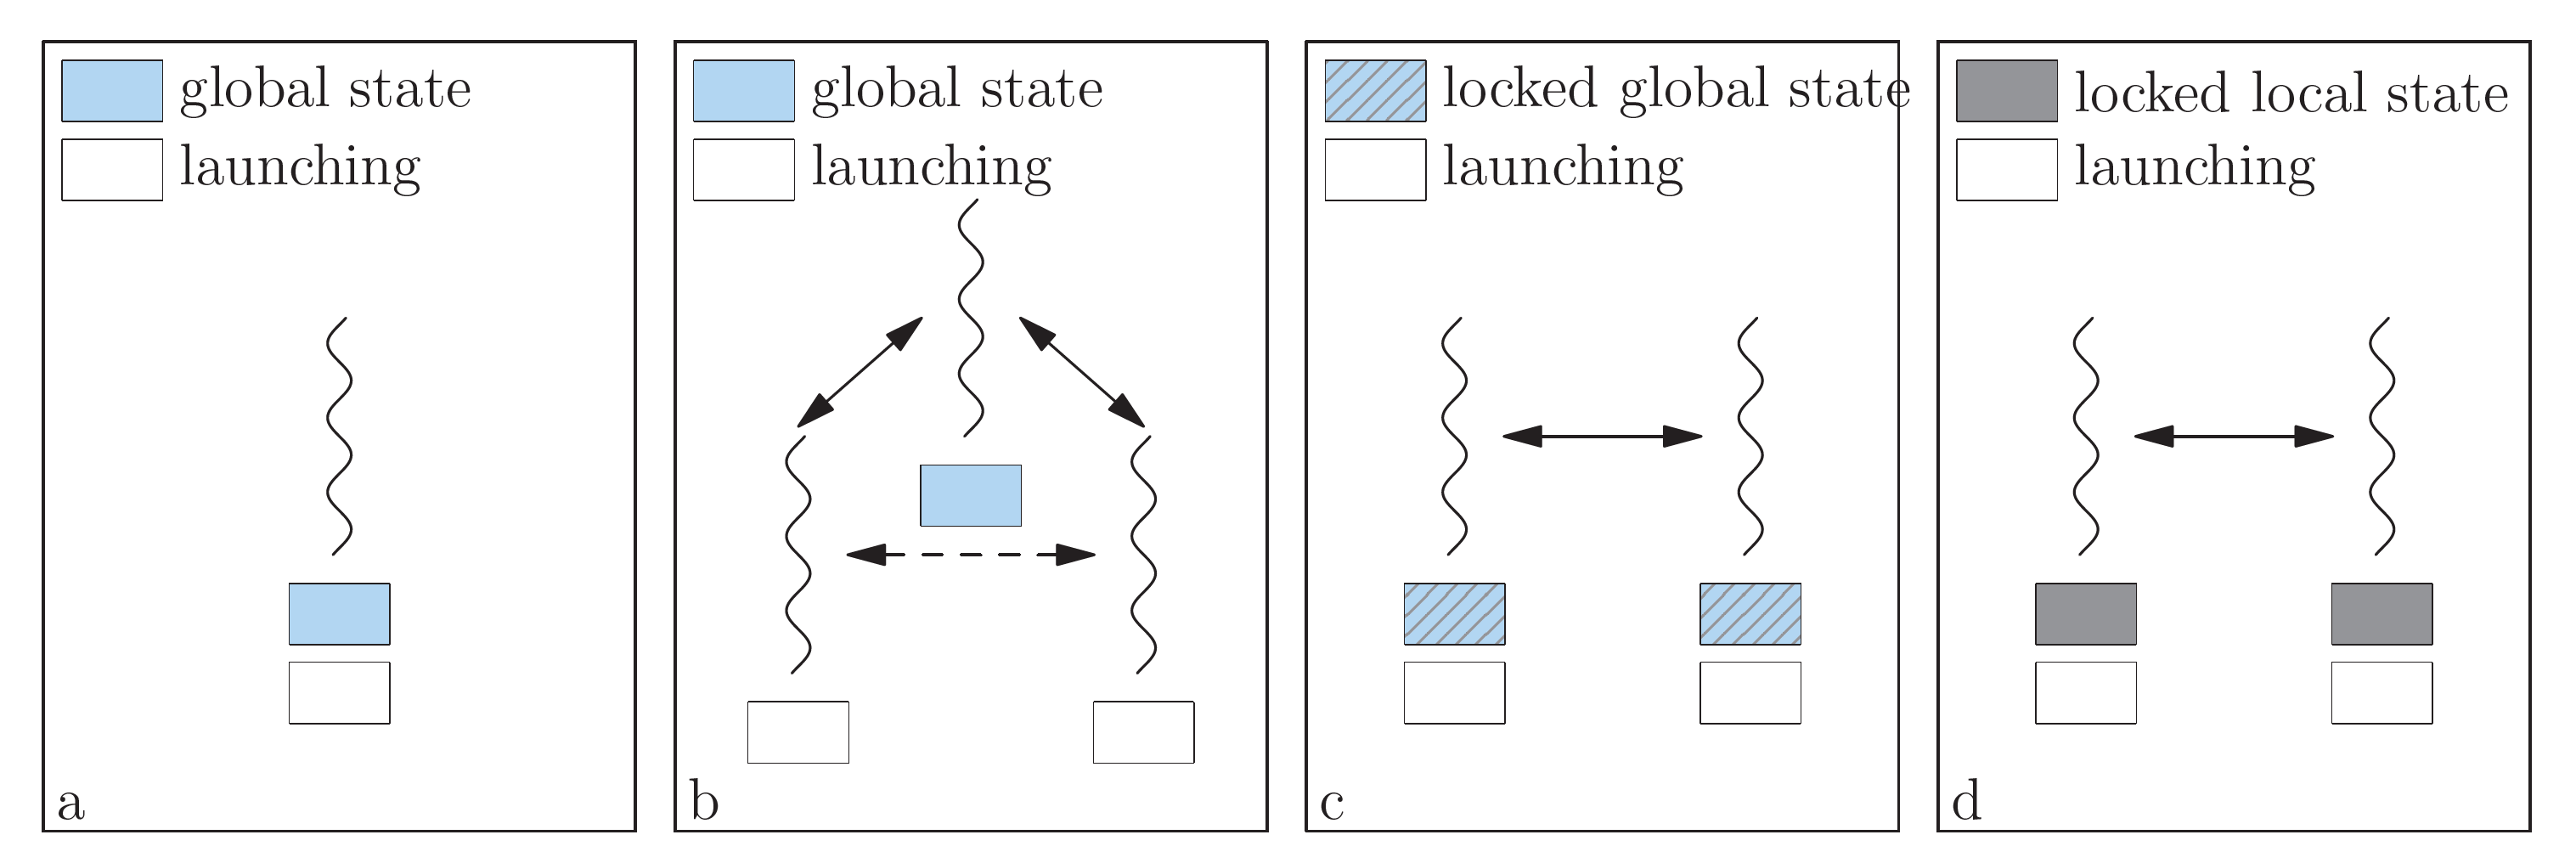 global state
launching
a
global state
launching
b
locked global state
launching
c
locked local state
launching
d